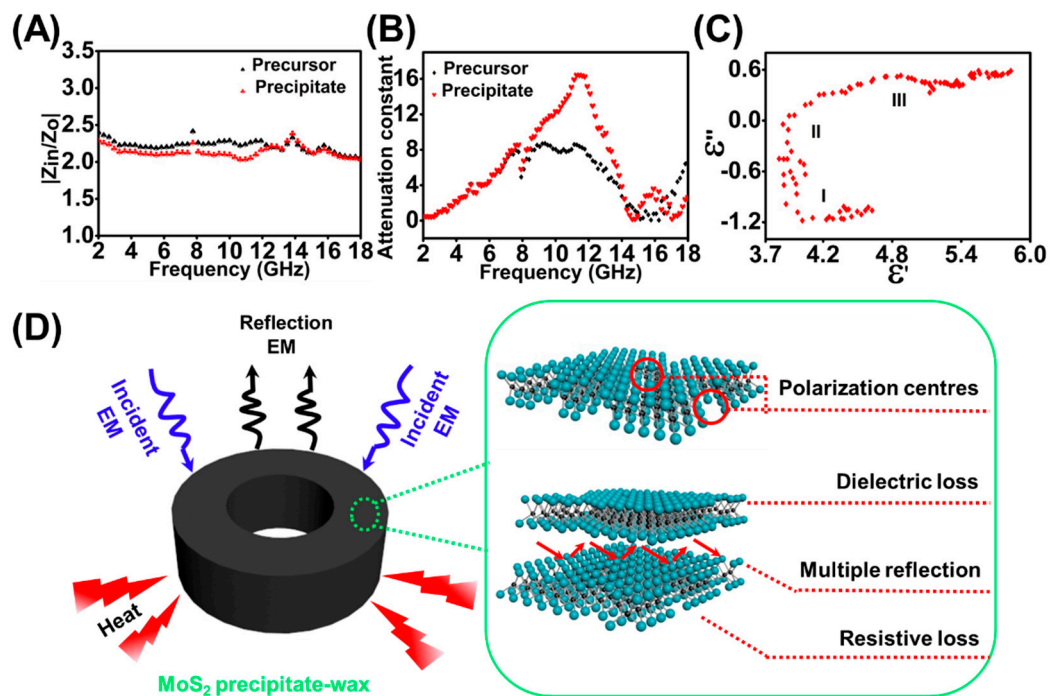 (A)
3.5
3.0
2.5
2.0
1.5
1.0
|Zin/Zo|
Precursor
Precipitate
2 4 6 8 10 12 14 16 18
Frequency (GHz)
(B)
16
12
8
4
0
Attenuation constant
Precursor
Precipitate
2 4 6 8 10 12 14 16 18
Frequency (GHz)
(C)
0.6
0.0
-0.6
-1.2
Ɛ''
III
II
I
3.7 4.2 4.8 5.4 6.0
Ɛ'
(D)
Reflection
EM
Incident
EM
Incident
EM
Heat
MoS₂ precipitate-wax
Polarization centres
Dielectric loss
Multiple reflection
Resistive loss